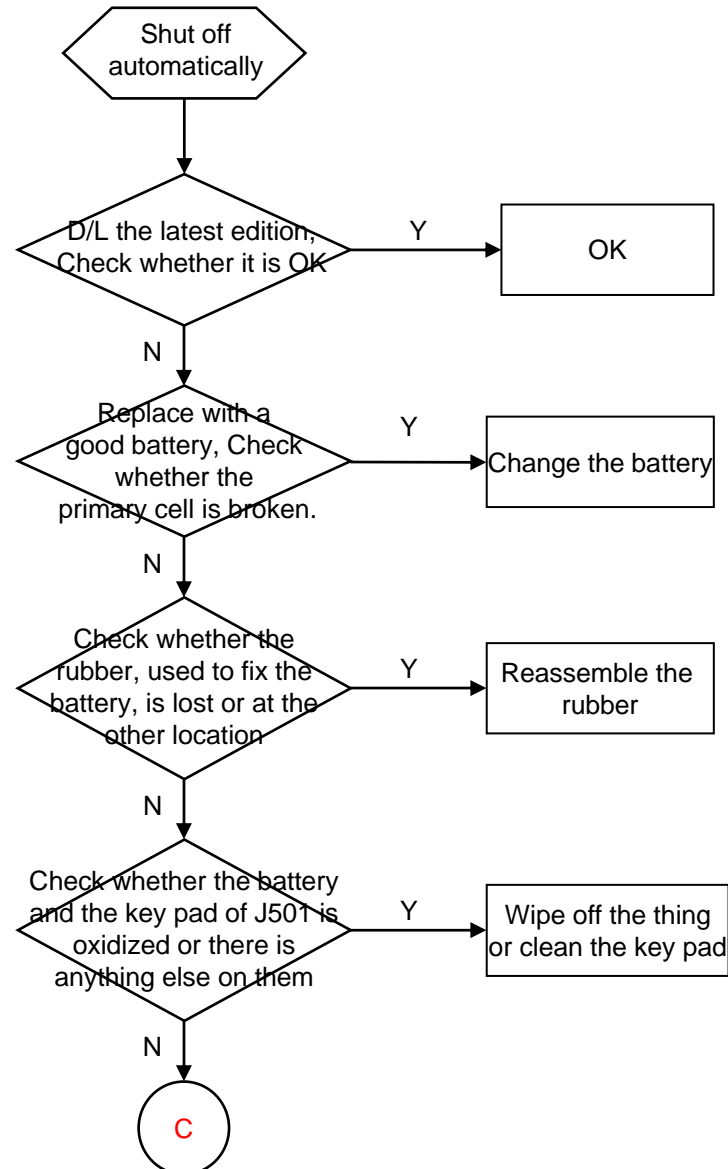 Shut off
automatically
D/L the latest edition,
Check whether it is OK
Y
OK
N
Replace with a
good battery, Check
whether the
primary cell is broken.
Y
Change the battery
N
Check whether the
rubber, used to fix the
battery, is lost or at the
other location
Y
Reassemble the
rubber
N
Check whether the battery
and the key pad of J501 is
oxidized or there is
anything else on them
Y
Wipe off the thing
or clean the key pad
N
C